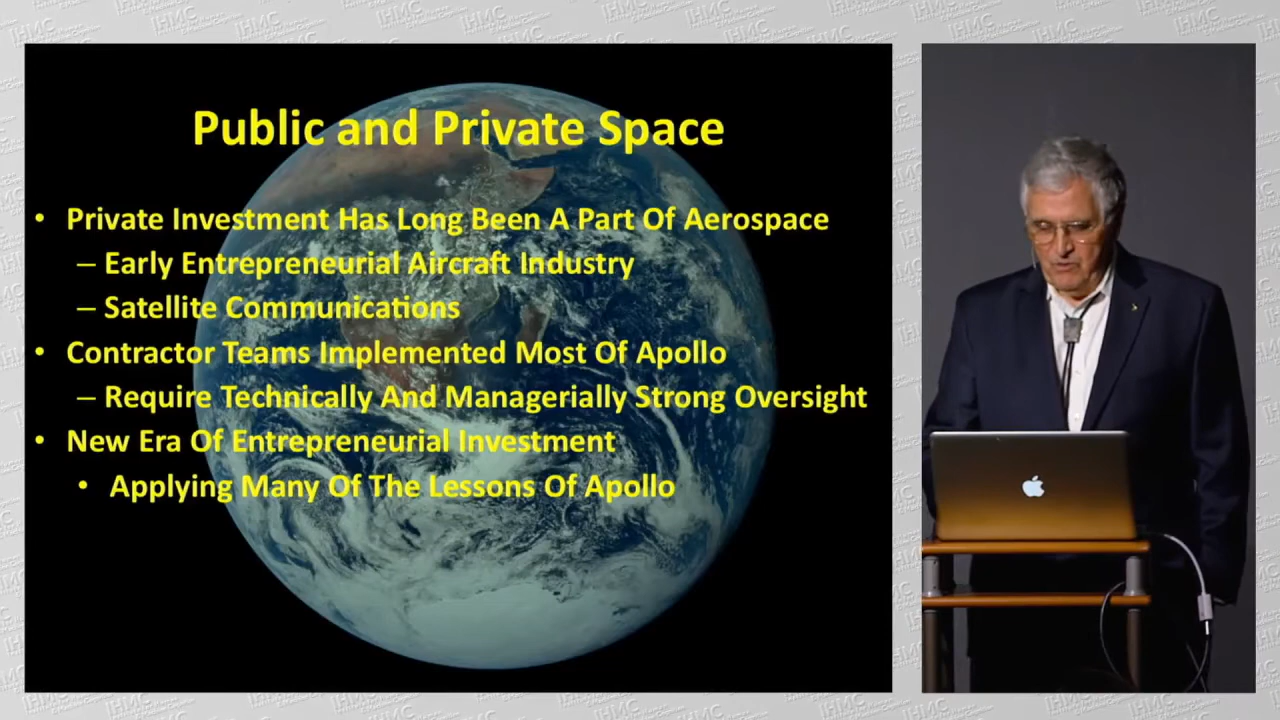 Public and Private Space
• Private Investment Has Long Been A Part Of Aerospace
– Early Entrepreneurial Aircraft Industry
– Satellite Communications
• Contractor Teams Implemented Most Of Apollo
– Require Technically And Managerially Strong Oversight
• New Era Of Entrepreneurial Investment
• Applying Many Of The Lessons Of Apollo
IHMC